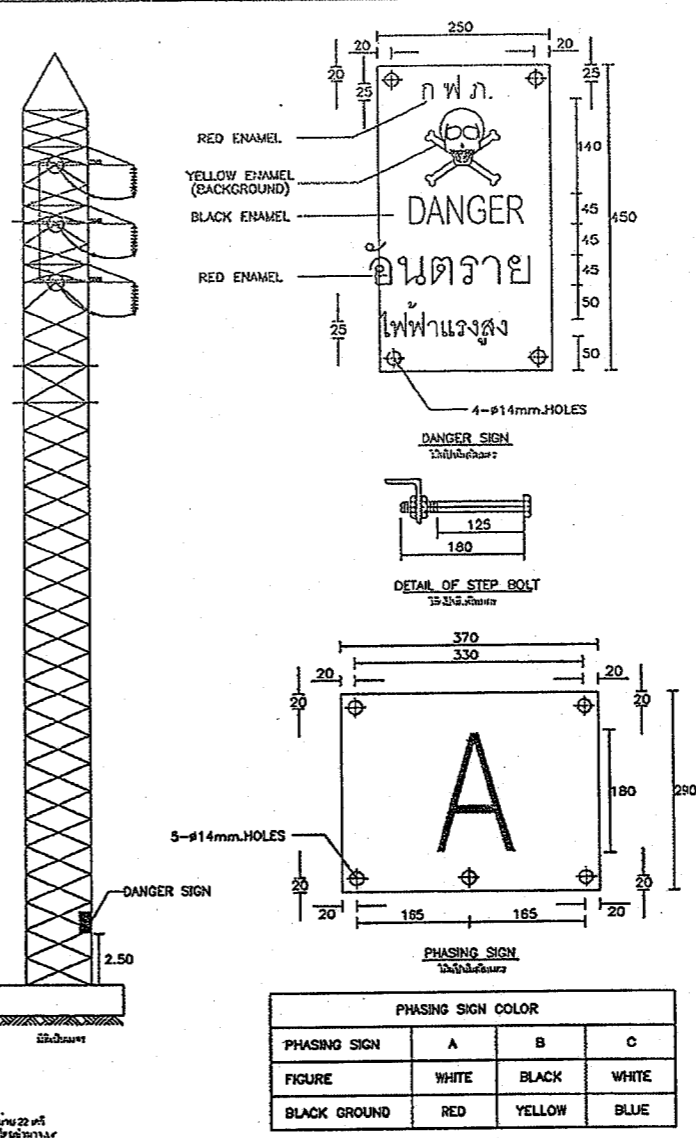 250
20
20
20
25
25
ก ฟ ภ.
RED ENAMEL
YELLOW ENAMEL
(BACKGROUND)
140
BLACK ENAMEL
DANGER
45
450
45
RED ENAMEL
อันตราย
45
50
25
ไฟฟ้าแรงสูง
50
4-ø14mm.HOLES
DANGER SIGN
125
180
DETAIL OF STEP BOLT
370
330
20
20
20
20
A
180
290
5-ø14mm.HOLES
20
20
20
165
165
20
DANGER SIGN
2.50
PHASING SIGN
PHASING SIGN COLOR
PHASING SIGN A B C
FIGURE WHITE BLACK WHITE
BLACK GROUND RED YELLOW BLUE